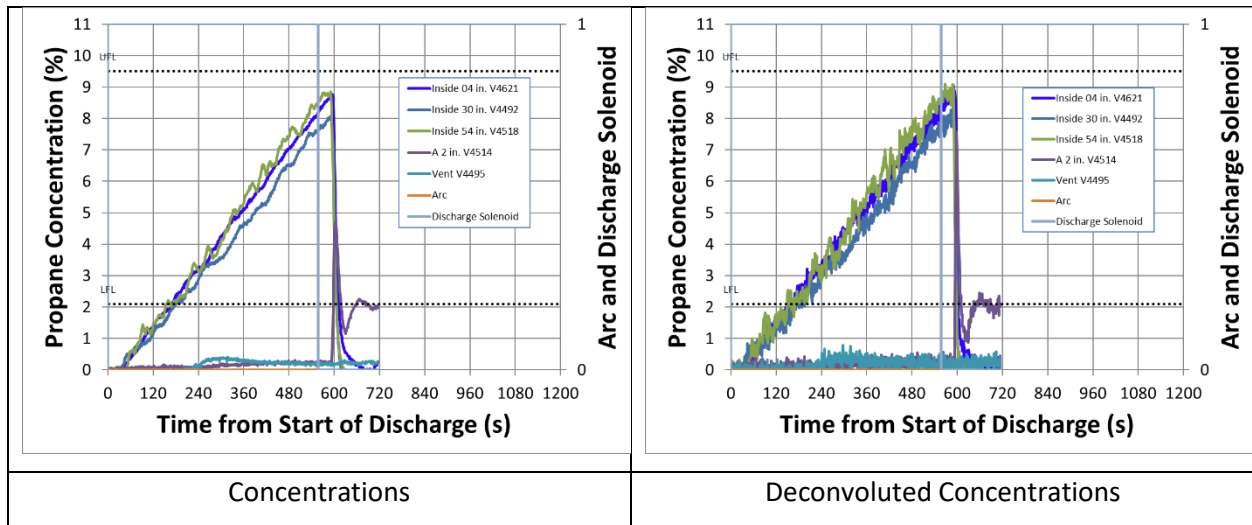 11
10
9
8
7
6
5
4
3
2
1
0
UFL
LFL
Propane Concentration (%)
Inside 04 in. V4621
Inside 30 in. V4492
Inside 54 in. V4518
A 2 in. V4514
Vent V4495
Arc
Discharge Solenoid
1
0
Arc and Discharge Solenoid
0 120 240 360 480 600 720 840 960 1080 1200
Time from Start of Discharge (s)
Concentrations
11
10
9
8
7
6
5
4
3
2
1
0
UFL
LFL
Propane Concentration (%)
Inside 04 in. V4621
Inside 30 in. V4492
Inside 54 in. V4518
A 2 in. V4514
Vent V4495
Arc
Discharge Solenoid
1
0
Arc and Discharge Solenoid
0 120 240 360 480 600 720 840 960 1080 1200
Time from Start of Discharge (s)
Deconvoluted Concentrations